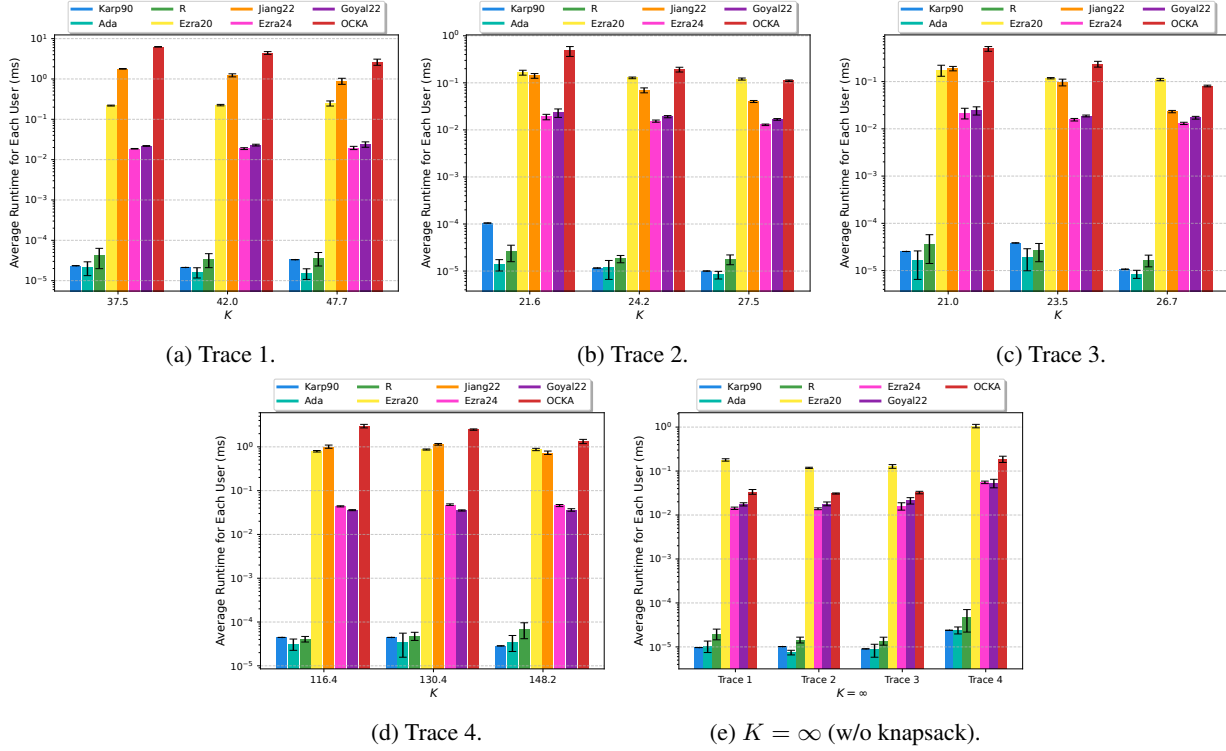 Karp90 R Jiang22 Goyal22
Ada Ezra20 Ezra24 OCKA
Average Runtime for Each User (ms)
10^1
10^0
10^-1
10^-2
10^-3
10^-4
10^-5
37.5 42.0 47.7
K
(a) Trace 1.
Karp90 R Jiang22 Goyal22
Ada Ezra20 Ezra24 OCKA
Average Runtime for Each User (ms)
10^0
10^-1
10^-2
10^-3
10^-4
10^-5
21.6 24.2 27.5
K
(b) Trace 2.
Karp90 R Jiang22 Goyal22
Ada Ezra20 Ezra24 OCKA
Average Runtime for Each User (ms)
10^-1
10^-2
10^-3
10^-4
10^-5
21.0 23.5 26.7
K
(c) Trace 3.
Karp90 R Jiang22 Goyal22
Ada Ezra20 Ezra24 OCKA
Average Runtime for Each User (ms)
10^0
10^-1
10^-2
10^-3
10^-4
10^-5
116.4 130.4 148.2
K
(d) Trace 4.
Karp90 R Ezra24 OCKA
Ada Ezra20 Goyal22
Average Runtime for Each User (ms)
10^0
10^-1
10^-2
10^-3
10^-4
10^-5
Trace 1 Trace 2 Trace 3 Trace 4
K = ∞
(e) K = ∞ (w/o knapsack).